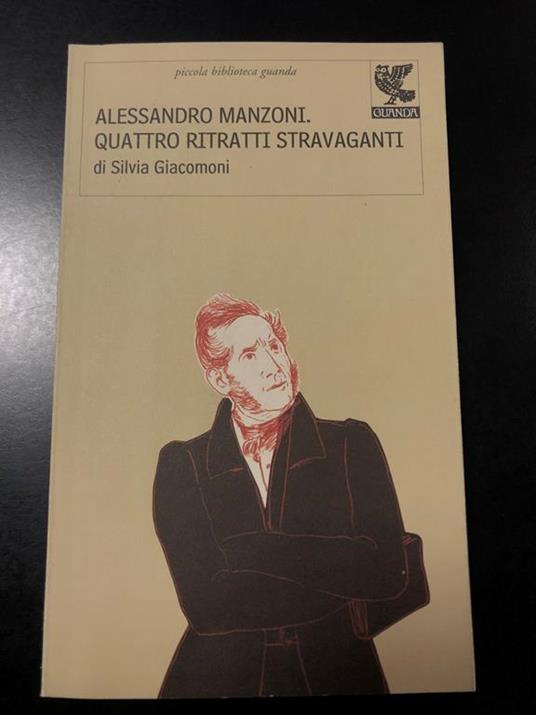 piccola biblioteca guanda
ALESSANDRO MANZONI.
QUATTRO RITRATTI STRAVAGANTI
di Silvia Giacomoni
GUANDA